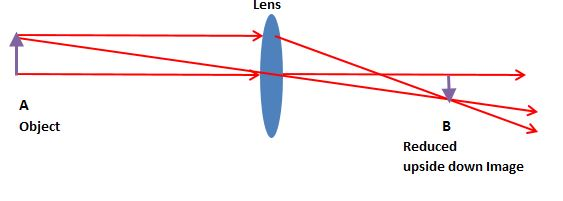 Lens
A
Object
B
Reduced
upside down Image